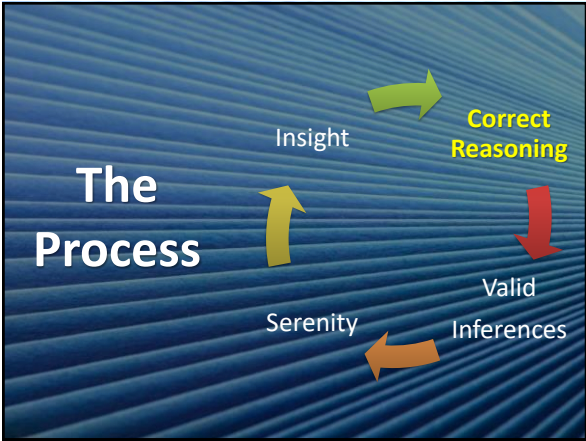 The
Process
Insight
Correct
Reasoning
Valid
Inferences
Serenity